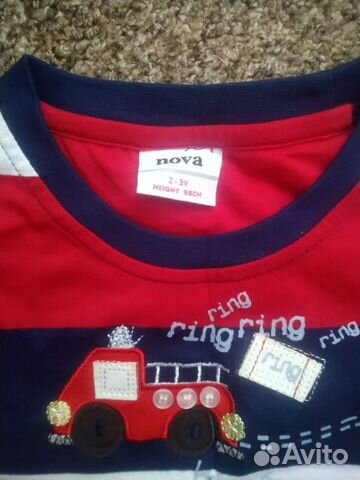 nova
2-3Y
HEIGHT 98CM
ring
ring ring
ring
ring
Avito